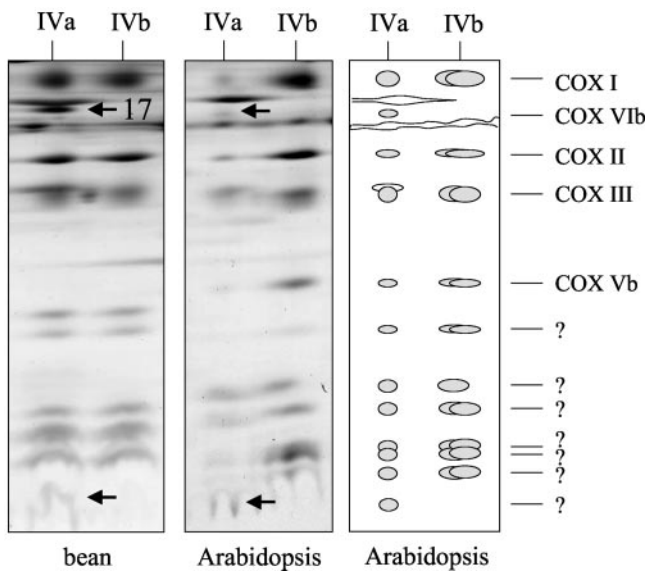 IVa IVb IVa IVb IVa IVb
COX I
17
COX VIb
COX II
COX III
COX Vb
?
?
?
?
?
?
?
bean Arabidopsis Arabidopsis